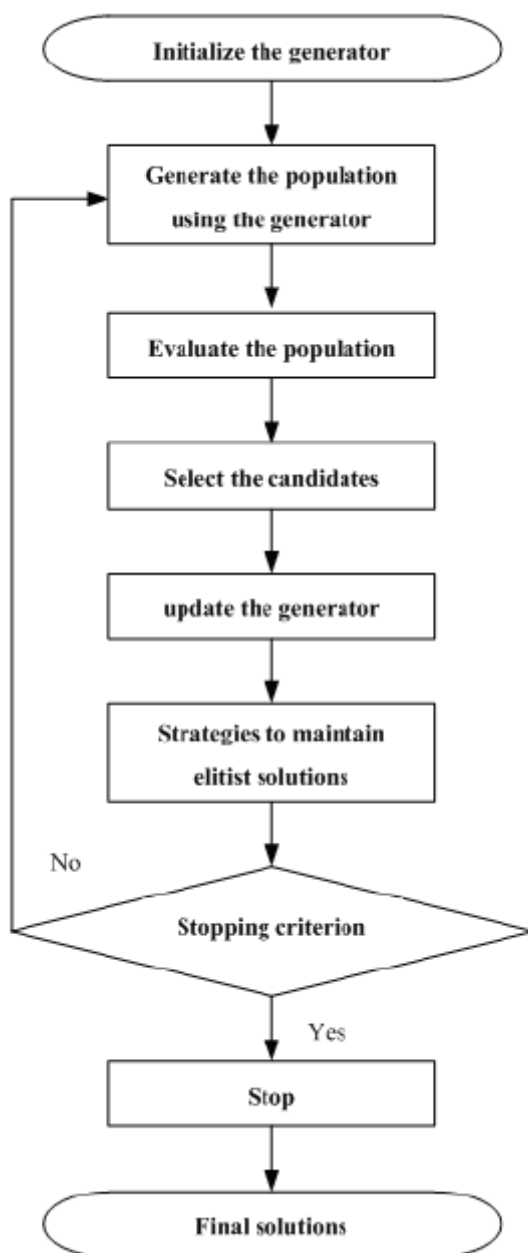 Initialize the generator
Generate the population
using the generator
Evaluate the population
Select the candidates
update the generator
Strategies to maintain
elitist solutions
No
Stopping criterion
Yes
Stop
Final solutions